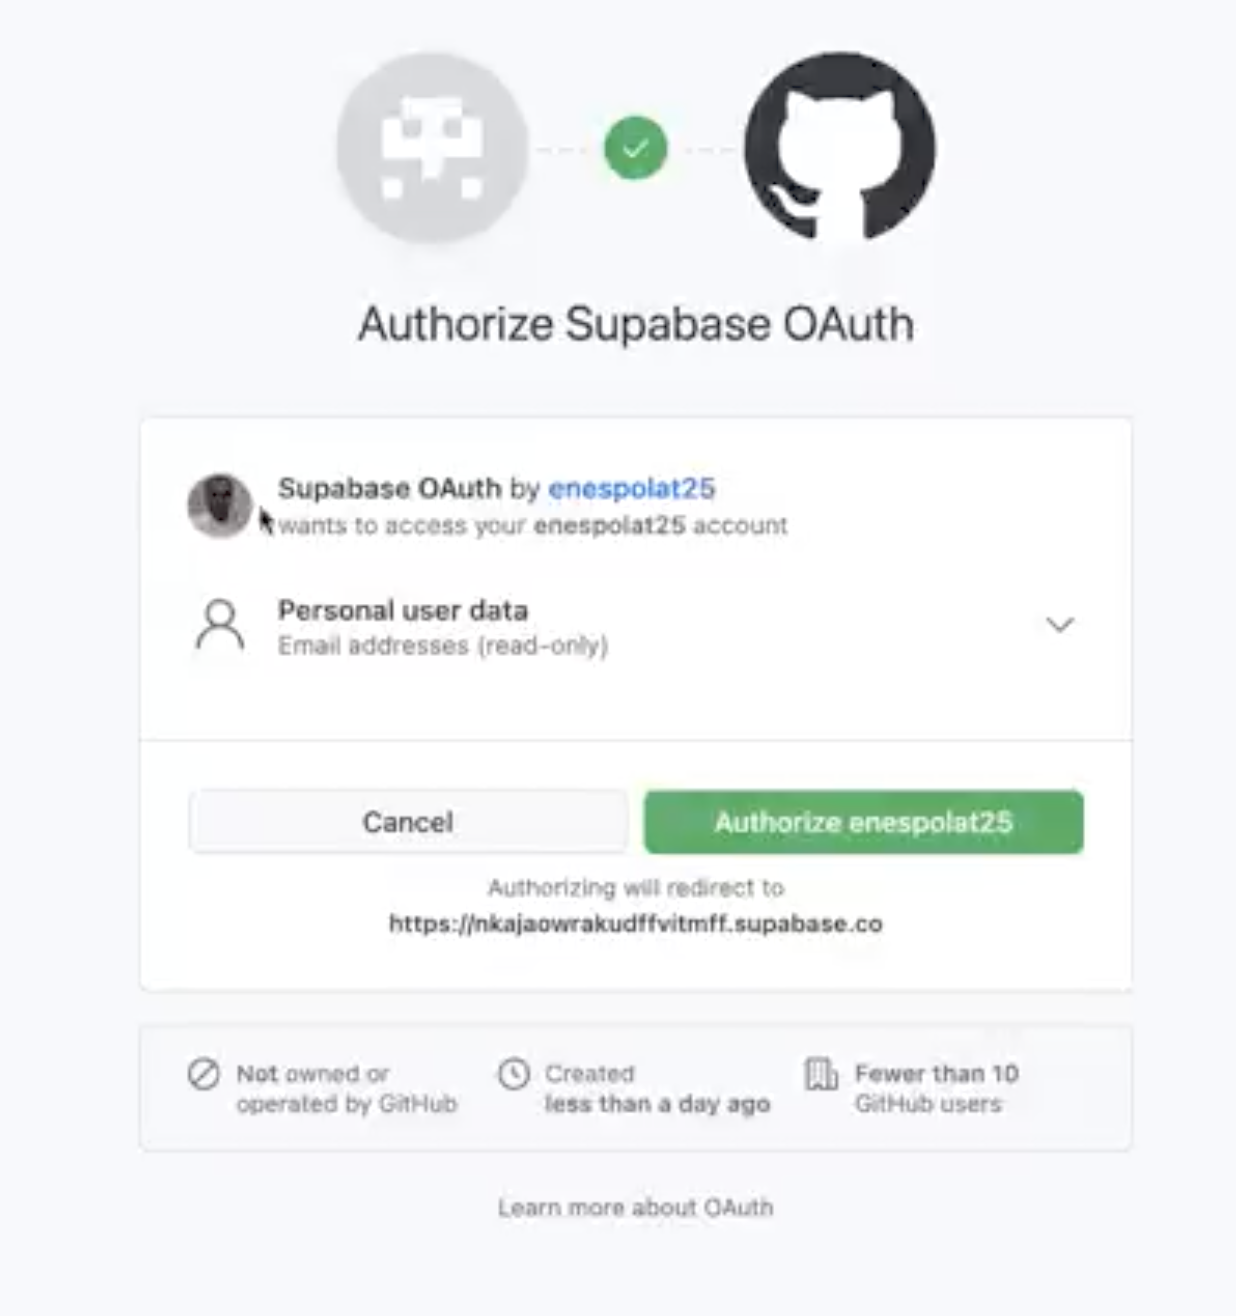 Authorize Supabase OAuth
Supabase OAuth by enespolat25
wants to access your enespolat25 account
Personal user data
Email addresses (read-only)
Cancel
Authorize enespolat25
Authorizing will redirect to
https://nkajaowrakudffvitmff.supabase.co
Not owned or
operated by GitHub
Created
less than a day ago
Fewer than 10
GitHub users
Learn more about OAuth